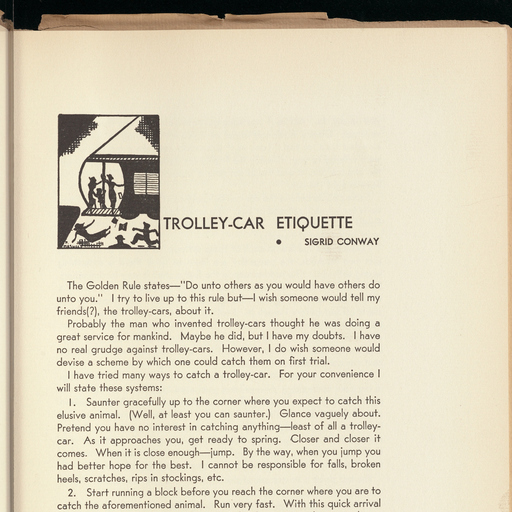 TROLLEY-CAR ETIQUETTE
• SIGRID CONWAY
The Golden Rule states—"Do unto others as you would have others do
unto you." I try to live up to this rule but—I wish someone would tell my
friends(?), the trolley-cars, about it.
Probably the man who invented trolley-cars thought he was doing a
great service for mankind. Maybe he did, but I have my doubts. I have
no real grudge against trolley-cars. However, I do wish someone would
devise a scheme by which one could catch them on first trial.
I have tried many ways to catch a trolley-car. For your convenience I
will state these systems:
1. Saunter gracefully up to the corner where you expect to catch this
elusive animal. (Well, at least you can saunter.) Glance vaguely about.
Pretend you have no interest in catching anything—least of all a trolley-
car. As it approaches you, get ready to spring. Closer and closer it
comes. When it is close enough—jump. By the way, when you jump you
had better hope for the best. I cannot be responsible for falls, broken
heels, scratches, rips in stockings, etc.
2. Start running a block before you reach the corner where you are to
catch the aforementioned animal. Run very fast. With this quick arrival